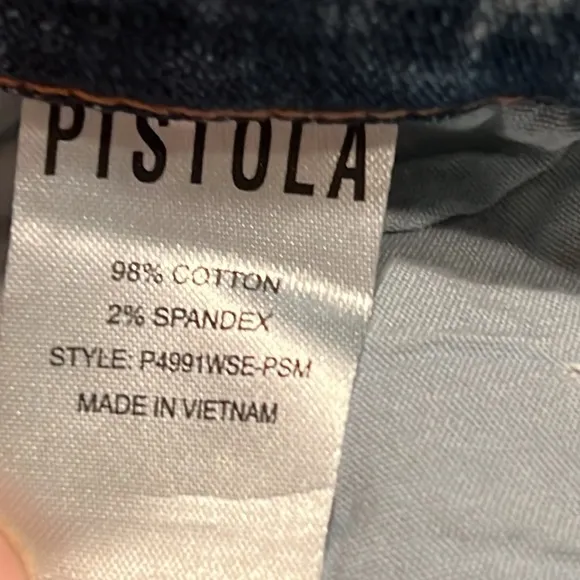 PISTOLA
98% COTTON
2% SPANDEX
STYLE: P4991WSE-PSM
MADE IN VIETNAM